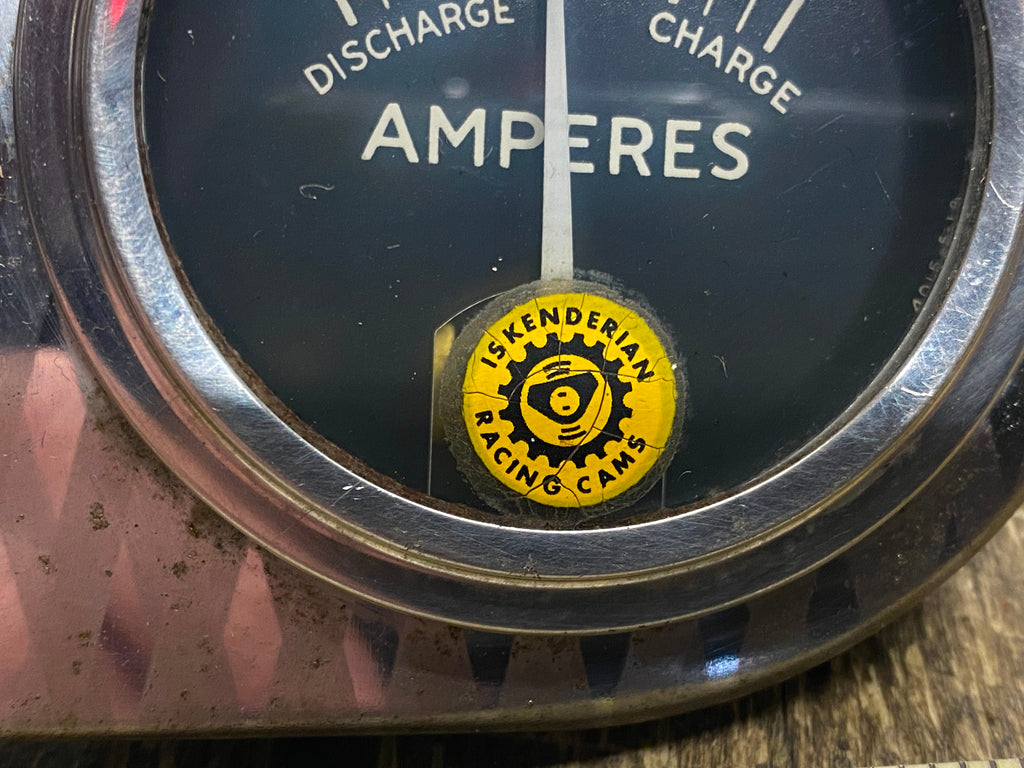 DISCHARGE
CHARGE
AMPERES
ISKENDERIAN
RACING CAMS